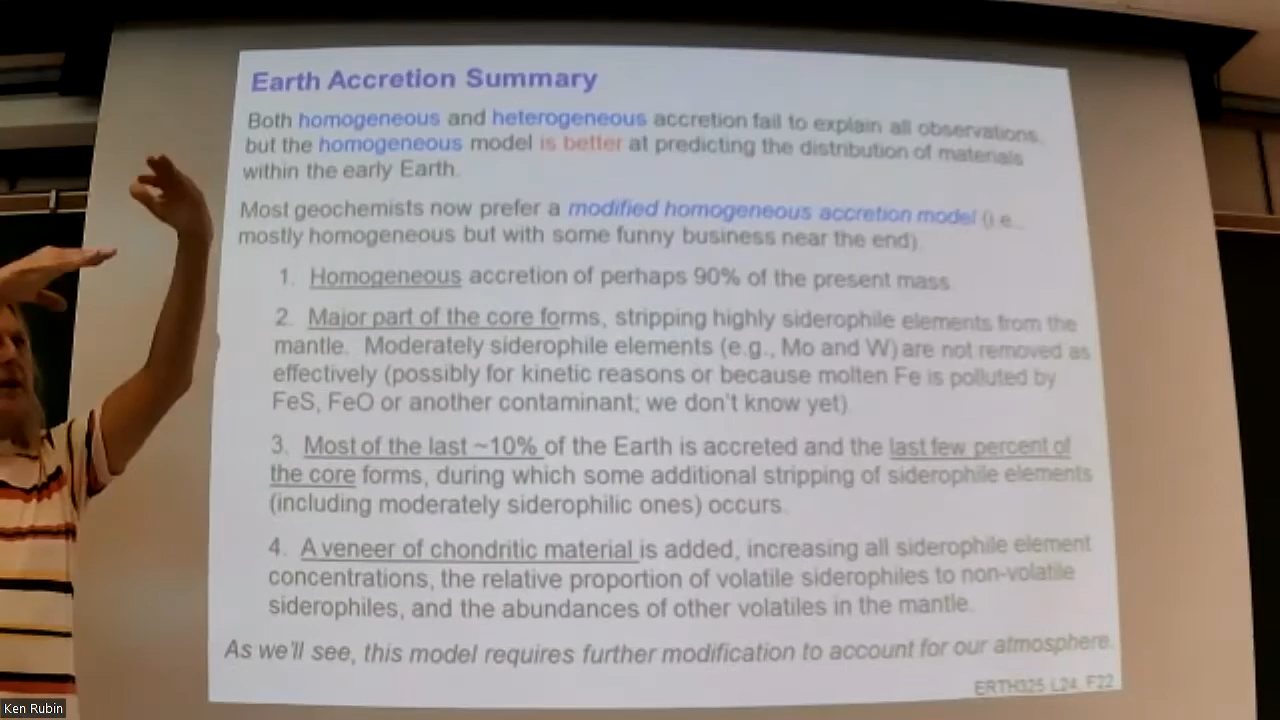 Earth Accretion Summary
Both homogeneous and heterogeneous accretion fail to explain all observations,
but the homogeneous model is better at predicting the distribution of materials
within the early Earth.
Most geochemists now prefer a modified homogeneous accretion model (i.e.,
mostly homogeneous but with some funny business near the end)
1. Homogeneous accretion of perhaps 90% of the present mass
2. Major part of the core forms, stripping highly siderophile elements from the
mantle. Moderately siderophile elements (e.g., Mo and W) are not removed as
effectively (possibly for kinetic reasons or because molten Fe is polluted by
FeS, FeO or another contaminant; we don't know yet)
3. Most of the last ~10% of the Earth is accreted and the last few percent of
the core forms, during which some additional stripping of siderophile elements
(including moderately siderophilic ones) occurs.
4. A veneer of chondritic material is added, increasing all siderophile element
concentrations, the relative proportion of volatile siderophiles to non-volatile
siderophiles, and the abundances of other volatiles in the mantle.
As we'll see, this model requires further modification to account for our atmosphere.
ERTH325 L24, F22
Ken Rubin